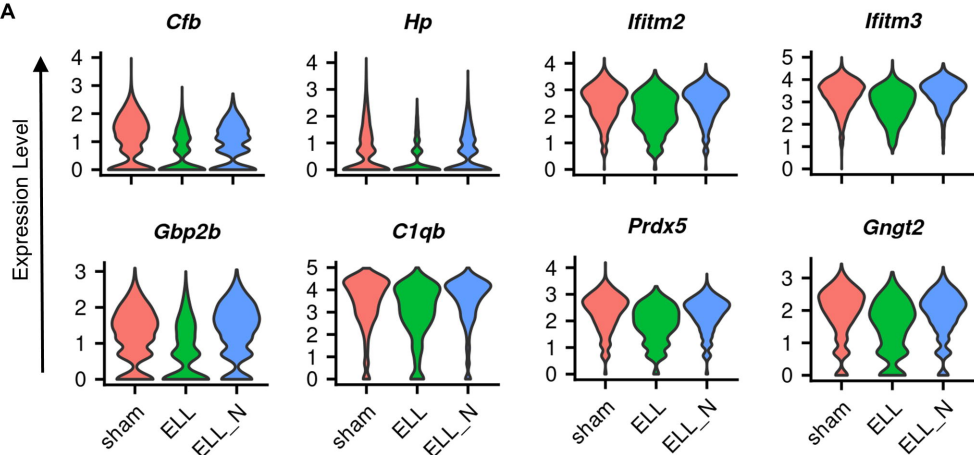 A
Cfb
Hp
Ifitm2
Ifitm3
4
3
2
1
0
4
3
2
1
0
4
3
2
1
0
5
4
3
2
1
0
Expression Level
Gbp2b
C1qb
Prdx5
Gngt2
3
2
1
0
5
4
3
2
1
0
4
3
2
1
0
3
2
1
0
sham
ELL
ELL_N
sham
ELL
ELL_N
sham
ELL
ELL_N
sham
ELL
ELL_N